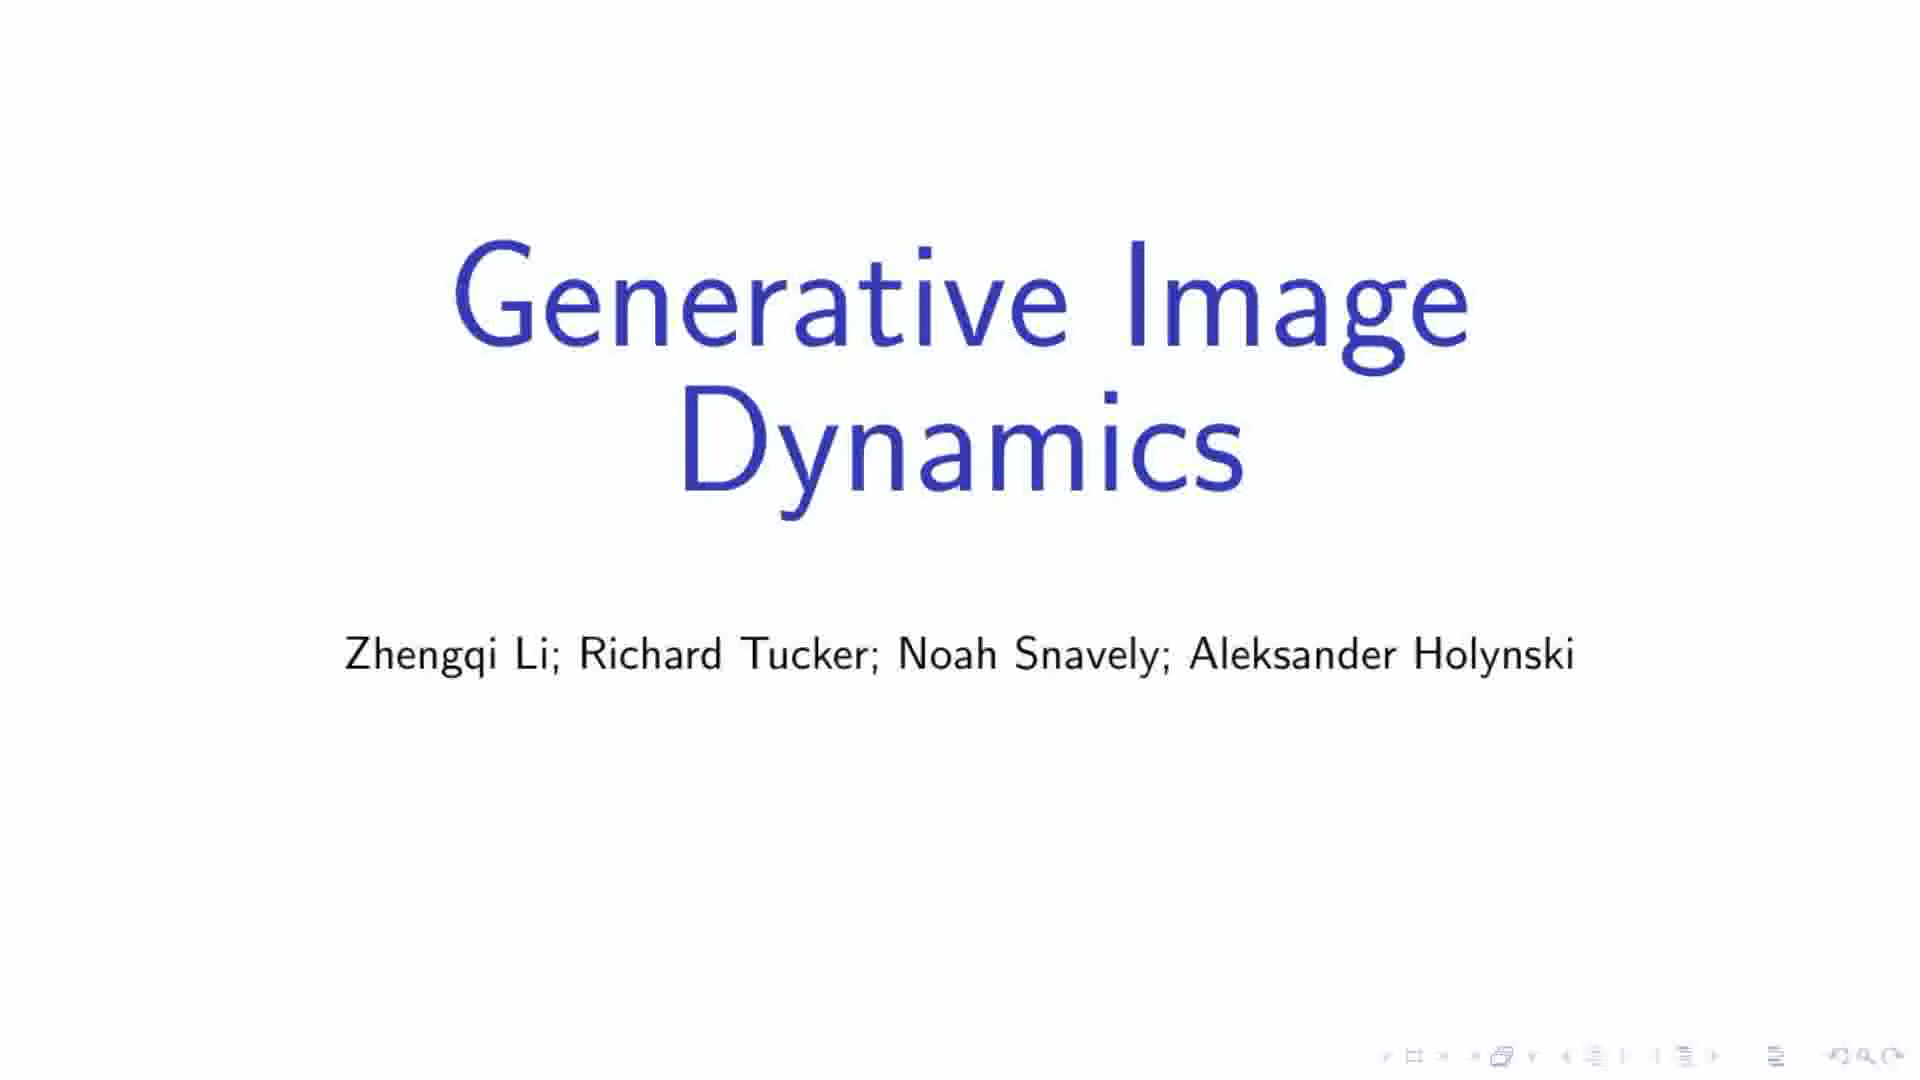 Generative Image
Dynamics
Zhengqi Li; Richard Tucker; Noah Snavely; Aleksander Holynski